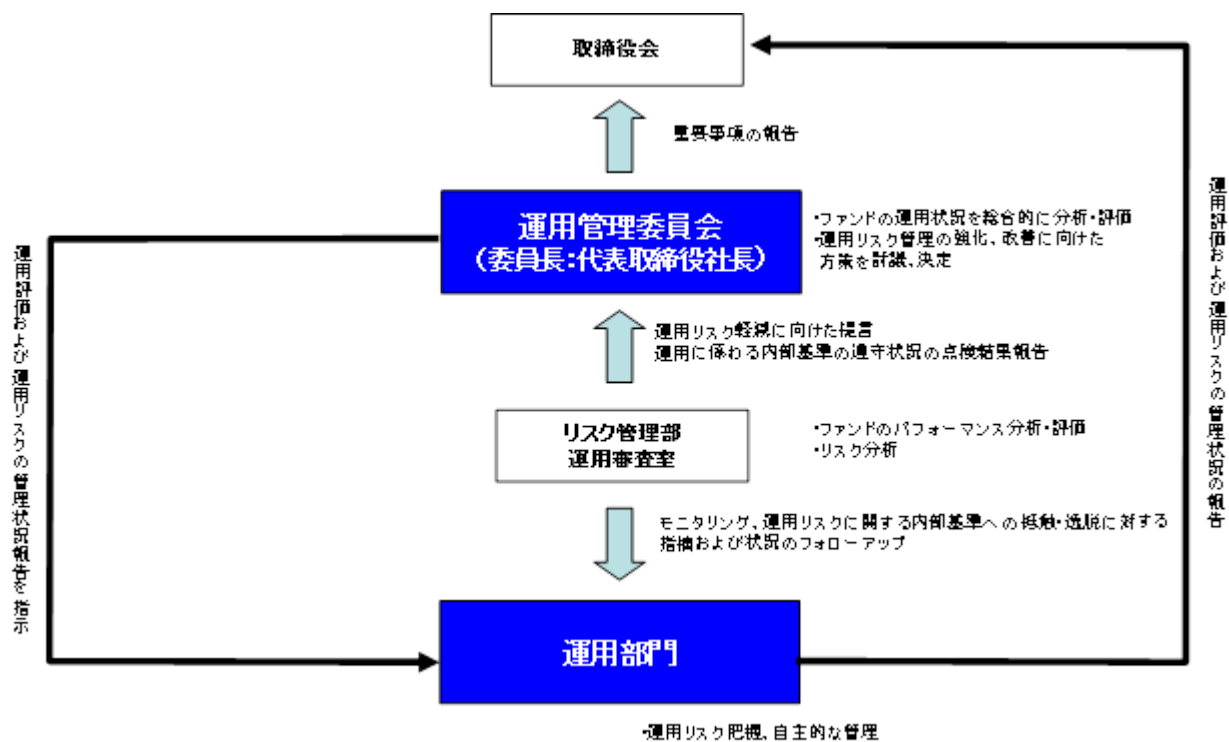 取締役会
重要事項の報告
運用管理委員会
(委員長:代表取締役社長)
・ファンドの運用状況を総合的に分析・評価
・運用リスク管理の強化、改善に向けた
方策を討議、決定
運用リスク軽減に向けた提言
運用に係わる内部基準の遵守状況の点検結果報告
リスク管理部
運用審査室
・ファンドのパフォーマンス分析・評価
・リスク分析
モニタリング、運用リスクに関する内部基準への抵触・逸脱に対する
指摘および状況のフォローアップ
運用部門
・運用リスク把握、自主的な管理
運用評価および運用リスクの管理状況報告を指示
運用評価および運用リスクの管理状況の報告